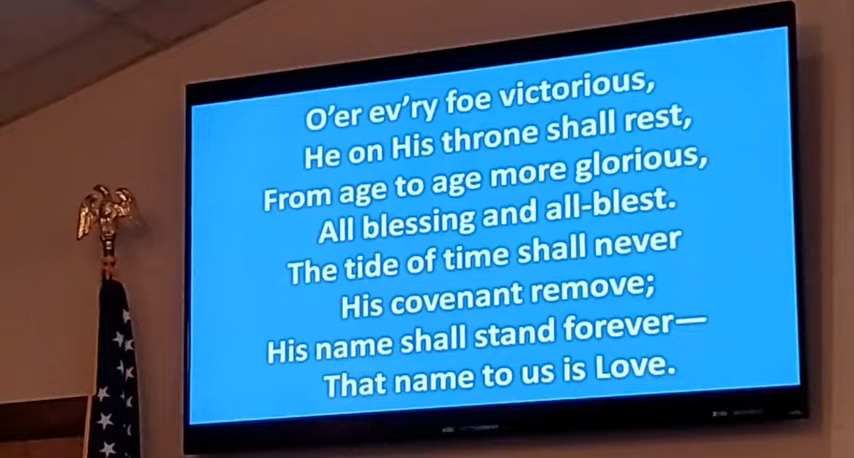 O’er ev’ry foe victorious,
He on His throne shall rest,
From age to age more glorious,
All blessing and all-blest.
The tide of time shall never
His covenant remove;
His name shall stand forever—
That name to us is Love.